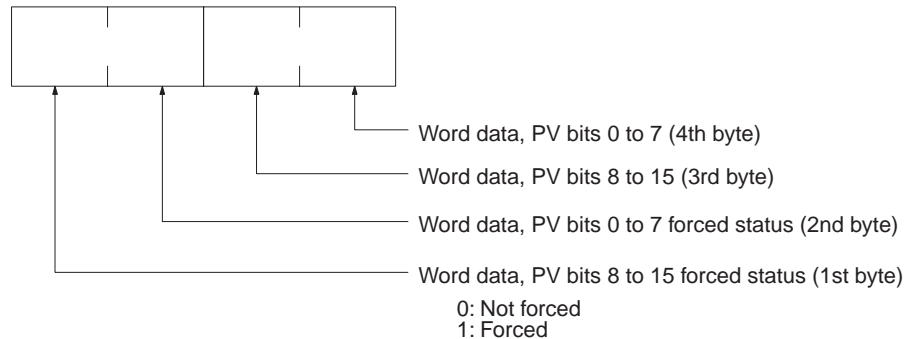 Word data, PV bits 0 to 7 (4th byte)
Word data, PV bits 8 to 15 (3rd byte)
Word data, PV bits 0 to 7 forced status (2nd byte)
Word data, PV bits 8 to 15 forced status (1st byte)
0: Not forced
1: Forced